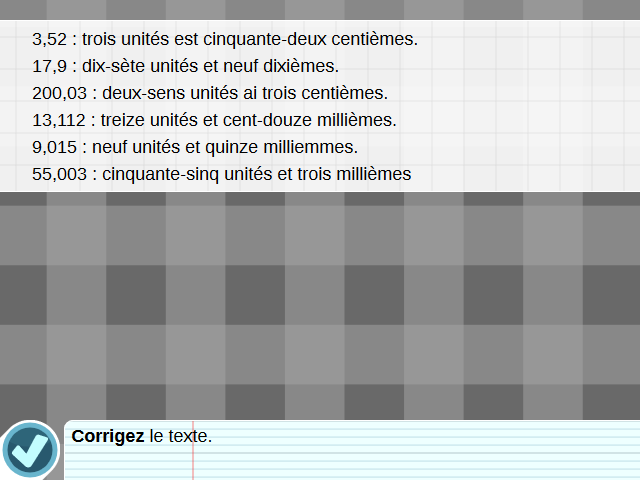 3,52 : trois unités est cinquante-deux centièmes.
17,9 : dix-sète unités et neuf dixièmes.
200,03 : deux-sens unités ai trois centièmes.
13,112 : treize unités et cent-douze millièmes.
9,015 : neuf unités et quinze milliemmes.
55,003 : cinquante-sinq unités et trois millièmes
Corrigez le texte.